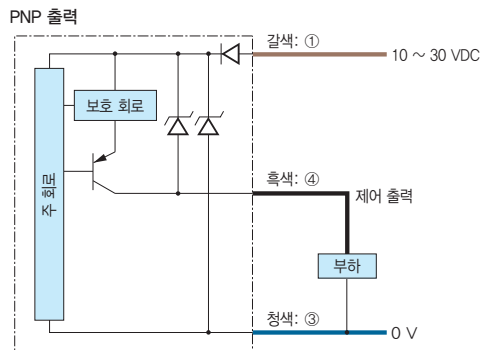 PNP 출력
갈색: ①
10 ~ 30 VDC
보호 회로
주 회로
흑색: ④
제어 출력
부하
청색: ③
0 V